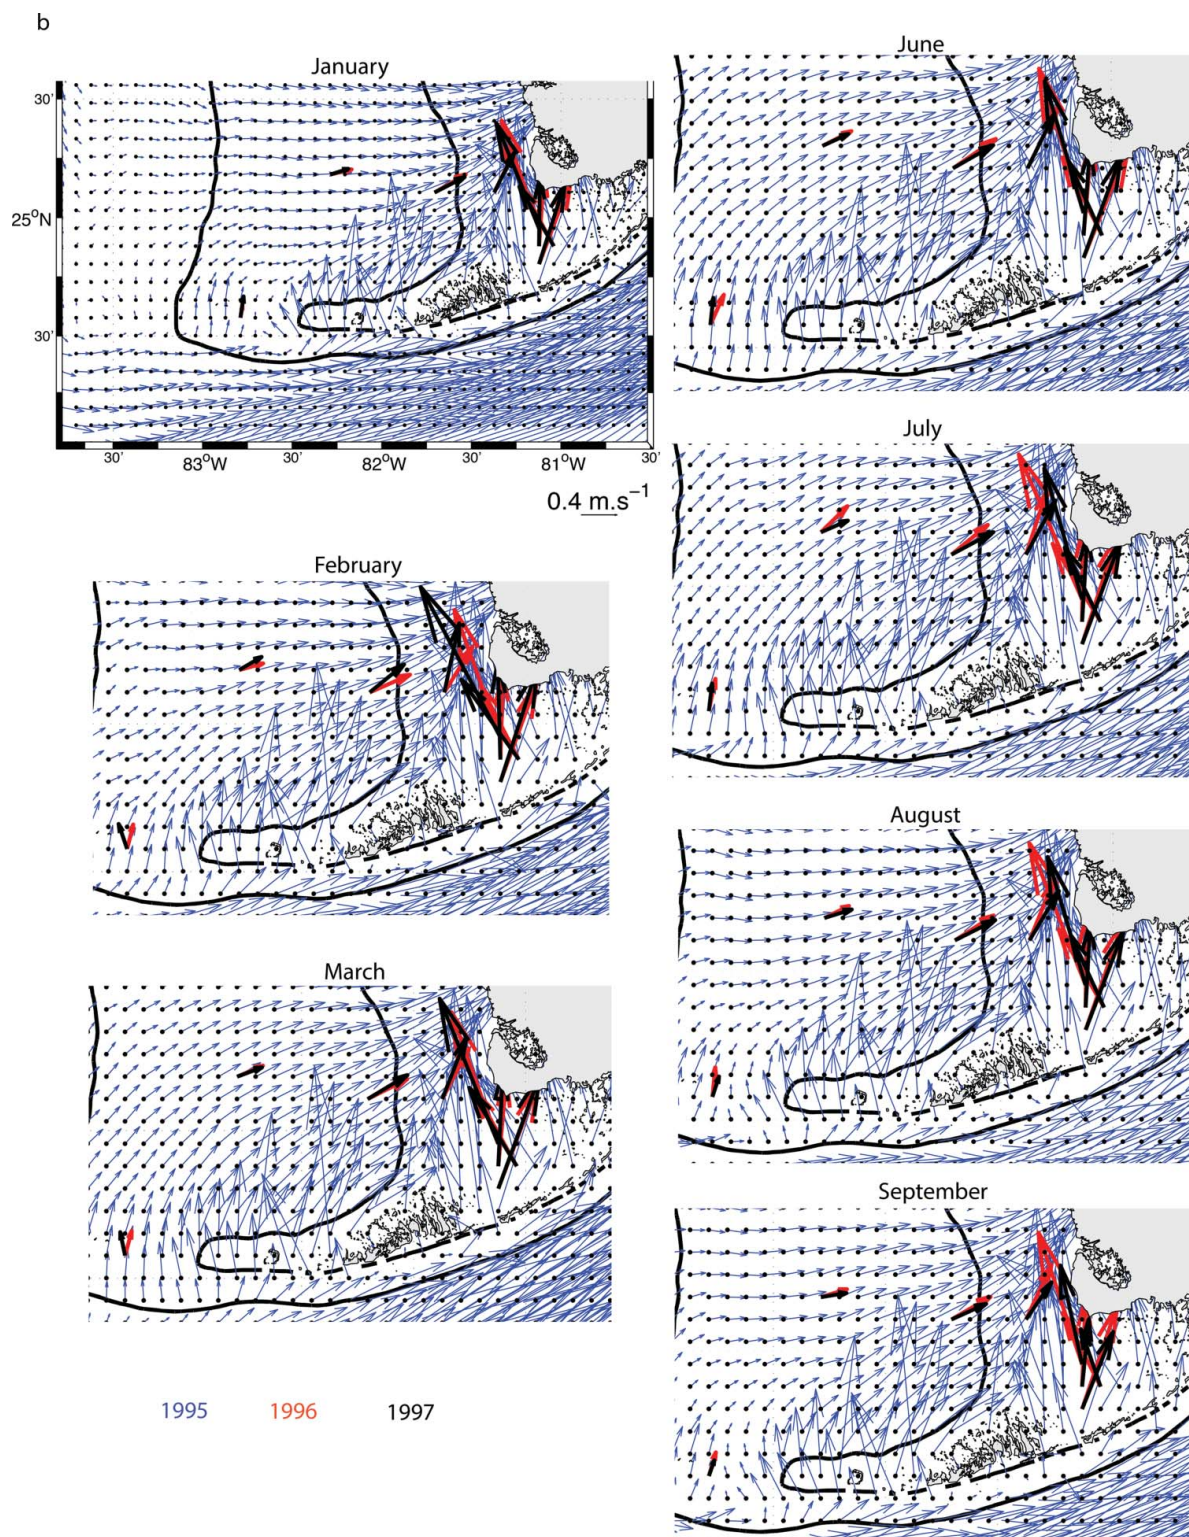 b
January
30'
25°N
30'
30'
83°W
30'
82°W
30'
81°W
30'
0.4 m.s⁻¹
February
March
1995
1996
1997
June
July
August
September